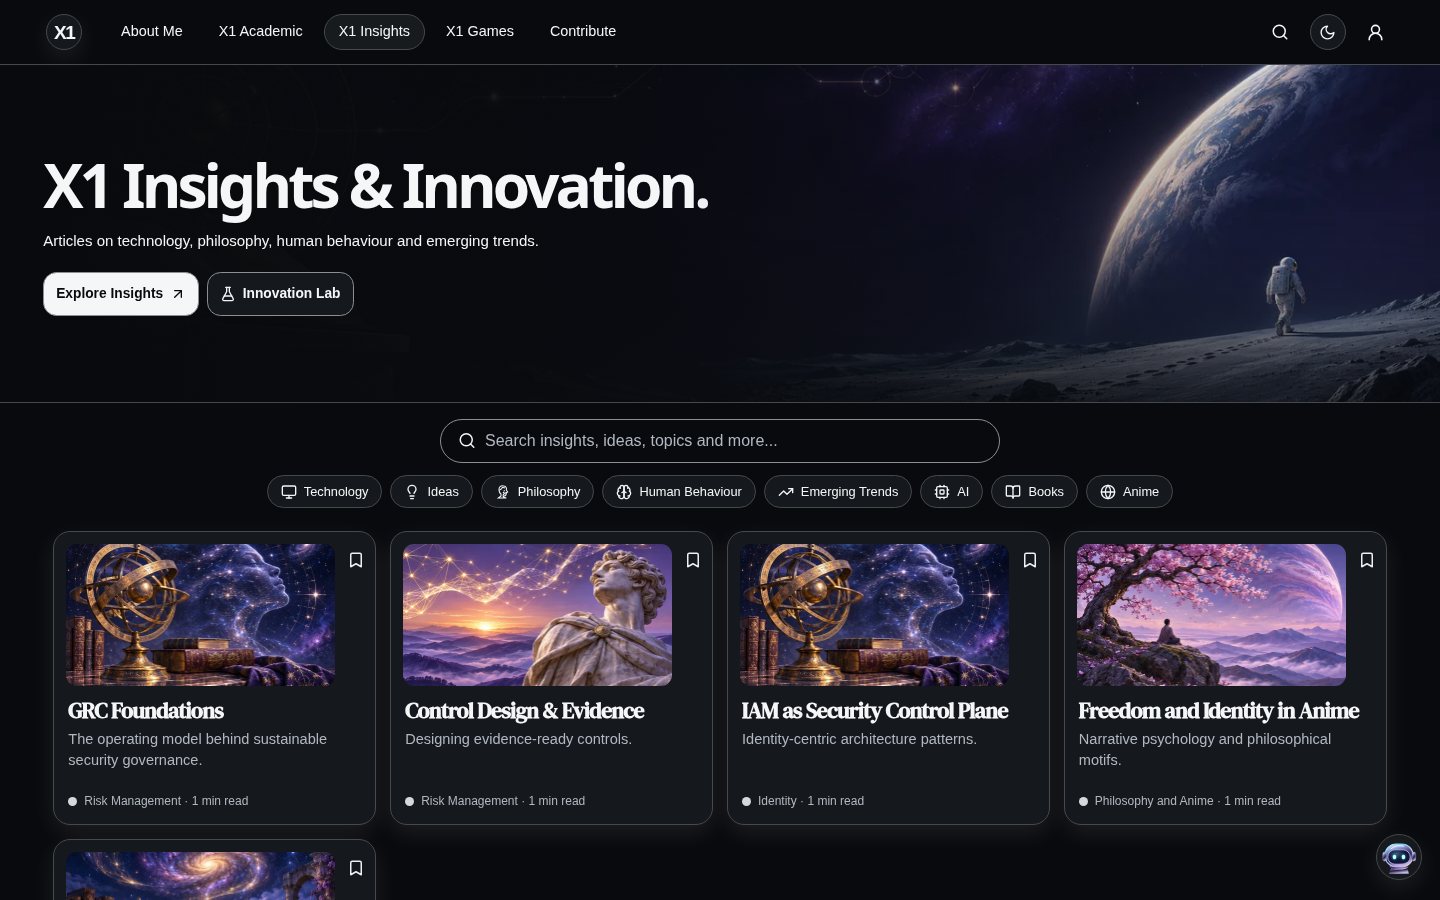 X1
About Me
X1 Academic
X1 Insights
X1 Games
Contribute
X1 Insights & Innovation.
Articles on technology, philosophy, human behaviour and emerging trends.
Explore Insights
Innovation Lab
Search insights, ideas, topics and more...
Technology
Ideas
Philosophy
Human Behaviour
Emerging Trends
AI
Books
Anime
GRC Foundations
The operating model behind sustainable
security governance.
Risk Management · 1 min read
Control Design & Evidence
Designing evidence-ready controls.
Risk Management · 1 min read
IAM as Security Control Plane
Identity-centric architecture patterns.
Identity · 1 min read
Freedom and Identity in Anime
Narrative psychology and philosophical
motifs.
Philosophy and Anime · 1 min read